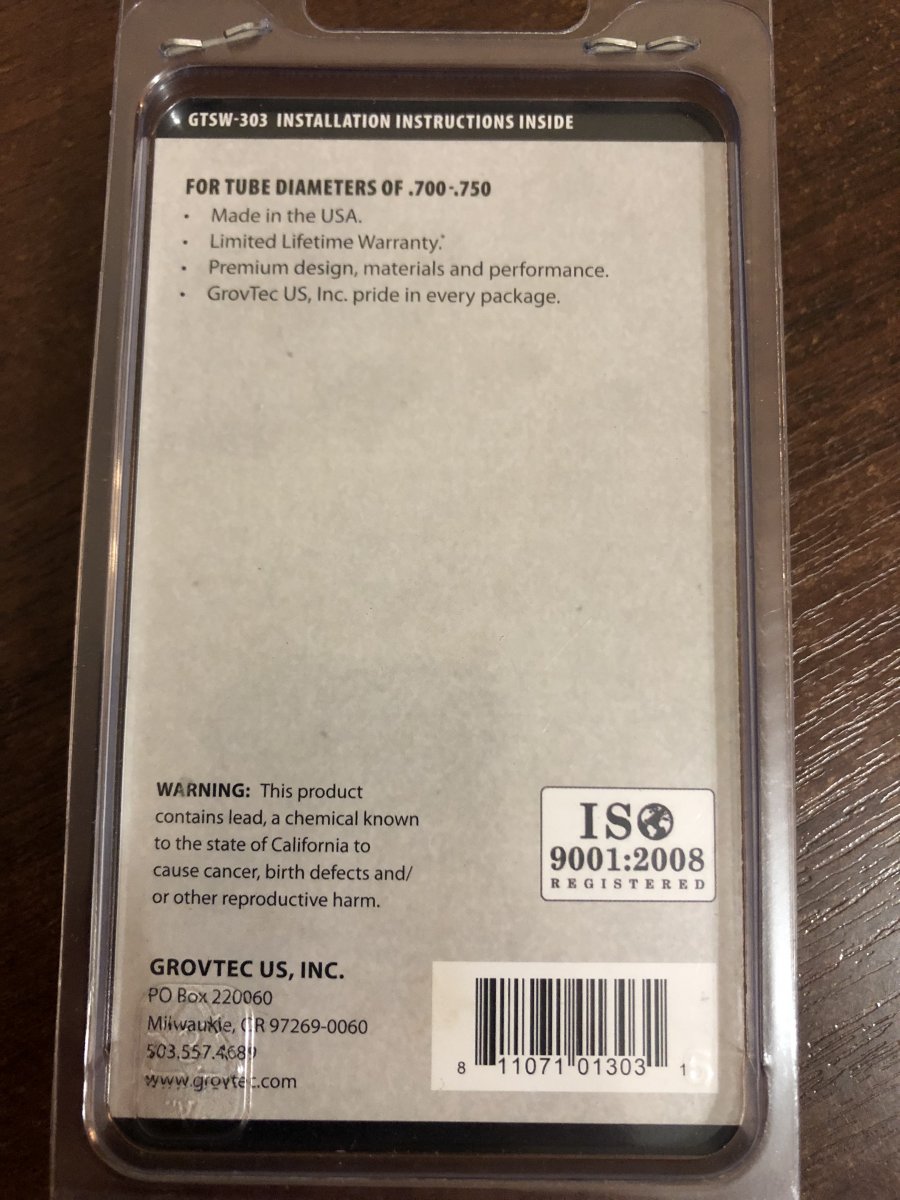 GTSW-303 INSTALLATION INSTRUCTIONS INSIDE
FOR TUBE DIAMETERS OF .700-.750
• Made in the USA.
• Limited Lifetime Warranty.*
• Premium design, materials and performance.
• GrovTec US, Inc. pride in every package.
WARNING: This product
contains lead, a chemical known
to the state of California to
cause cancer, birth defects and/
or other reproductive harm.
ISO
9001:2008
REGISTERED
GROVTEC US, INC.
PO Box 220060
Milwaukie, OR 97269-0060
503.557.4689
www.grovtec.com
8 11071 01303 1